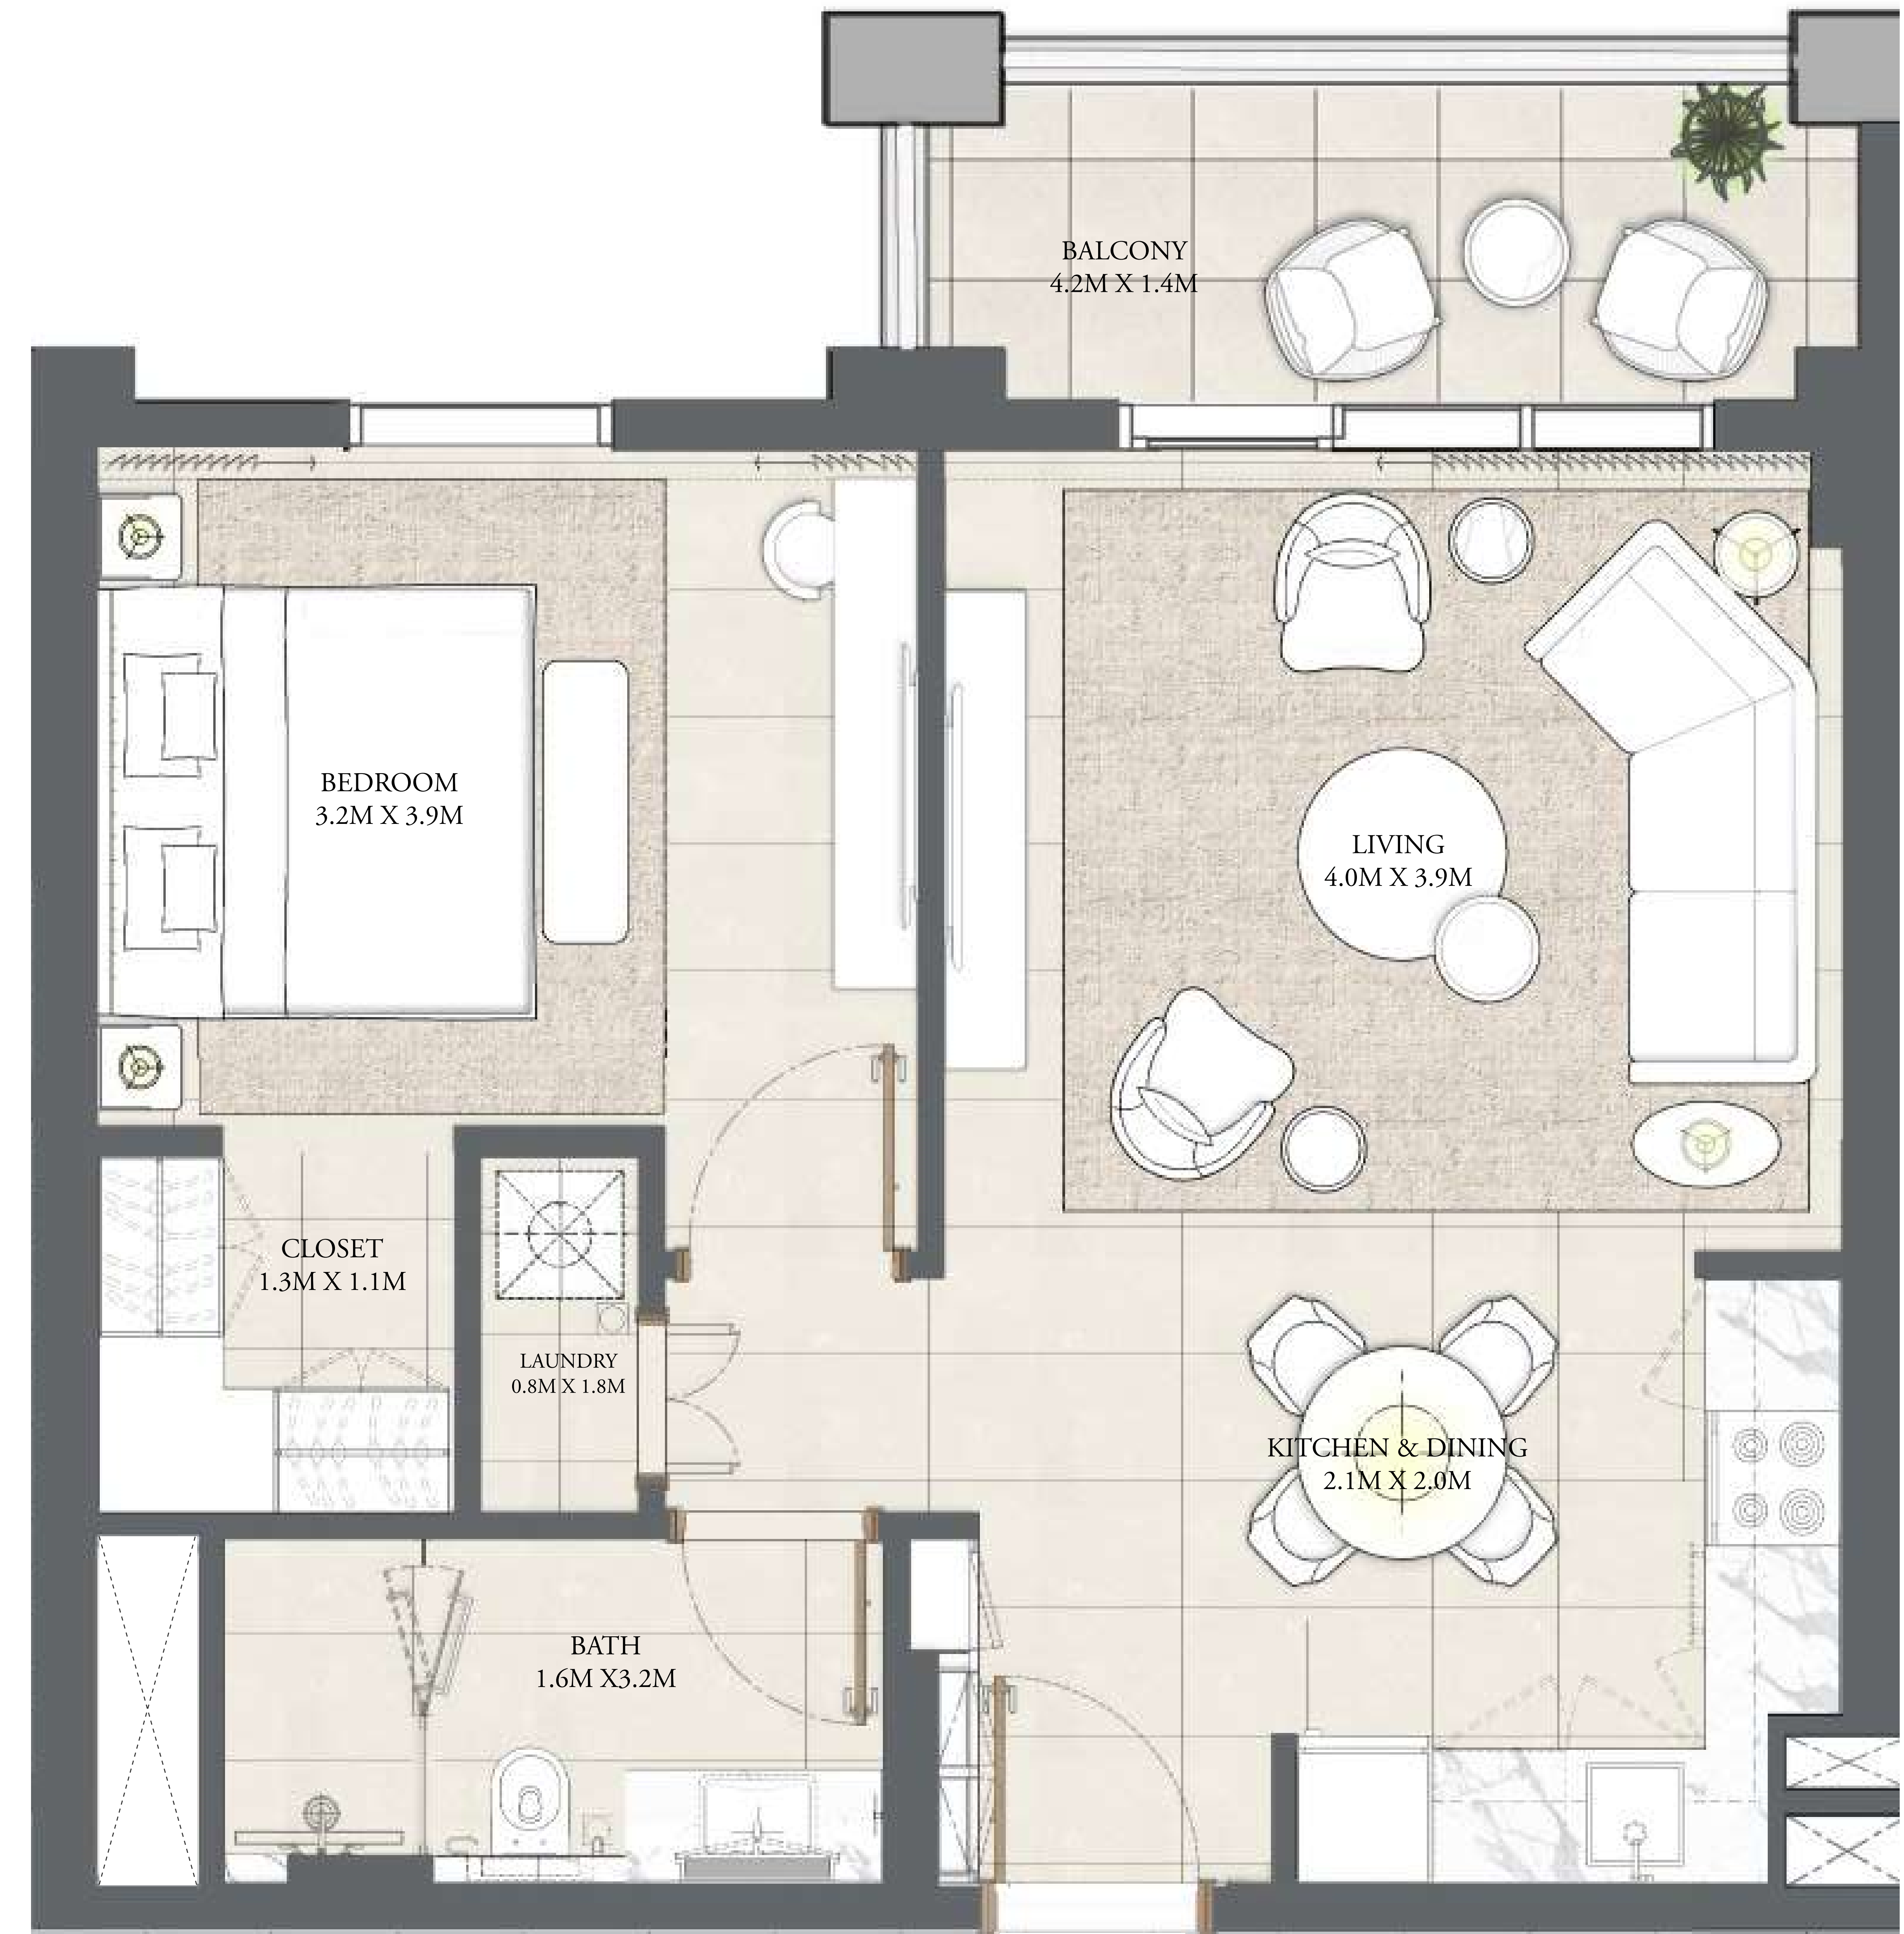 BALCONY
4.2M X 1.4M
BEDROOM
3.2M X 3.9M
LIVING
4.0M X 3.9M
CLOSET
1.3M X 1.1M
LAUNDRY
0.8M X 1.8M
KITCHEN & DINING
2.1M X 2.0M
BATH
1.6M X3.2M